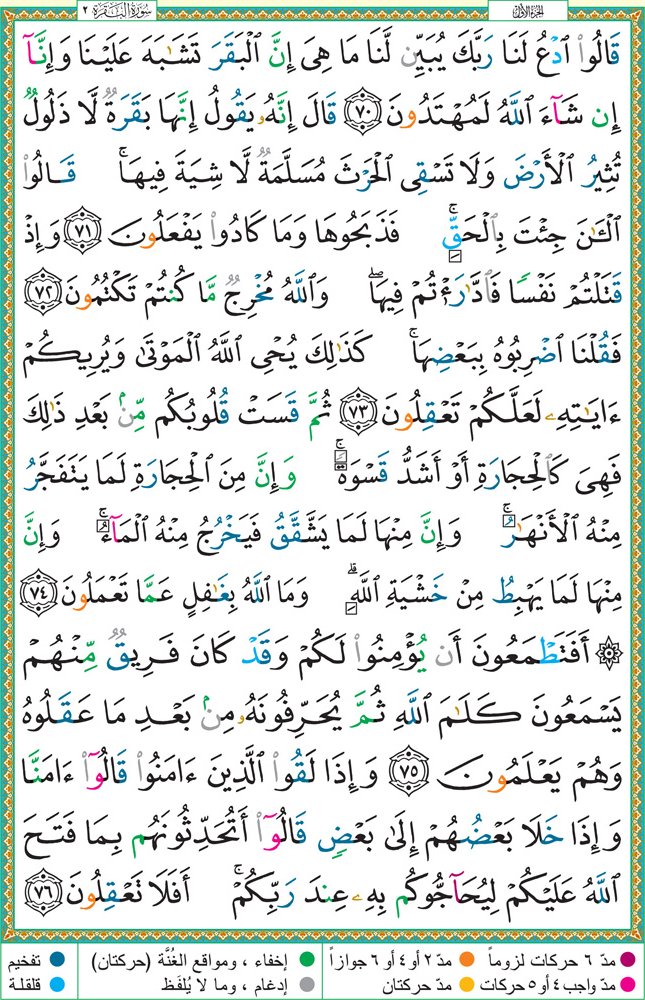 سورة البقرة ٢
الجزء الأول
قَالُوا۟ ٱدْعُ لَنَا رَبَّكَ يُبَيِّن لَّنَا مَا هِىَ إِنَّ ٱلْبَقَرَ تَشَـٰبَهَ عَلَيْنَا وَإِنَّآ
إِن شَآءَ ٱللَّهُ لَمُهْتَدُونَ ٧٠ قَالَ إِنَّهُۥ يَقُولُ إِنَّهَا بَقَرَةٌ لَّا ذَلُولٌ
تُثِيرُ ٱلْأَرْضَ وَلَا تَسْقِى ٱلْحَرْثَ مُسَلَّمَةٌ لَّا شِيَةَ فِيهَا ۚ قَـالُوا۟
ٱلْـَٔـٰنَ جِئْتَ بِٱلْحَقِّ ۚ فَذَبَحُوهَا وَمَا كَادُوا۟ يَفْعَلُونَ ٧١ وَإِذْ
قَتَلْتُمْ نَفْسًا فَٱدَّٰرَْٰٔتُمْ فِيهَا ۖ وَٱللَّهُ مُخْرِجٌ مَّا كُنتُمْ تَكْتُمُونَ ٧٢
فَقُلْنَا ٱضْرِبُوهُ بِبَعْضِهَا ۚ كَذَٰلِكَ يُحْىِ ٱللَّهُ ٱلْمَوْتَىٰ وَيُرِيكُمْ
ءَايَـٰتِهِۦ لَعَلَّكُمْ تَعْقِلُونَ ٧٣ ثُمَّ قَسَتْ قُلُوبُكُم مِّنۢ بَعْدِ ذَٰلِكَ
فَهِىَ كَٱلْحِجَارَةِ أَوْ أَشَدُّ قَسْوَةً ۚ وَإِنَّ مِنَ ٱلْحِجَارَةِ لَمَا يَتَفَجَّرُ
مِنْهُ ٱلْأَنْهَـٰرُ ۚ وَإِنَّ مِنْهَا لَمَا يَشَّقَّقُ فَيَخْرُجُ مِنْهُ ٱلْمَآءُ ۚ وَإِنَّ
مِنْهَا لَمَا يَهْبِطُ مِنْ خَشْيَةِ ٱللَّهِ ۗ وَمَا ٱللَّهُ بِغَـٰفِلٍ عَمَّا تَعْمَلُونَ ٧٤
۞ أَفَتَطْمَعُونَ أَن يُؤْمِنُوا۟ لَكُمْ وَقَدْ كَانَ فَرِيقٌ مِّنْهُمْ
يَسْمَعُونَ كَلَـٰمَ ٱللَّهِ ثُمَّ يُحَرِّفُونَهُۥ مِنۢ بَعْدِ مَا عَقَلُوهُ
وَهُمْ يَعْلَمُونَ ٧٥ وَإِذَا لَقُوا۟ ٱلَّذِينَ ءَامَنُوا۟ قَالُوٓا۟ ءَامَنَّا
وَإِذَا خَلَا بَعْضُهُمْ إِلَىٰ بَعْضٍ قَالُوٓا۟ أَتُحَدِّثُونَهُم بِمَا فَتَحَ
ٱللَّهُ عَلَيْكُمْ لِيُحَآجُّوكُم بِهِۦ عِندَ رَبِّكُمْ ۚ أَفَلَا تَعْقِلُونَ ٧٦
مدّ ٦ حركات لزوماً مدّ ٢ أو ٤ أو ٦ جوازاً إخفاء ، ومواقع الغُنَّة (حركتان) تفخيم
مدّ واجب ٤ أو ٥ حركات مدّ حركتان إدغام ، وما لا يُلفَظ قلقلة